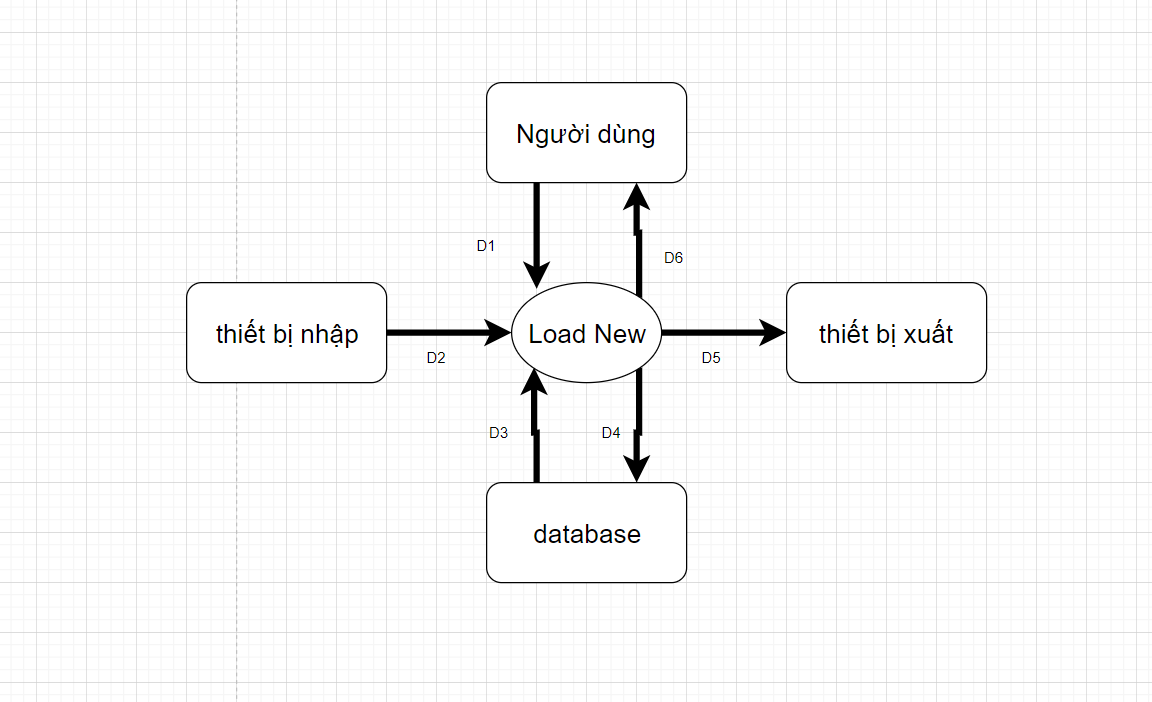 Người dùng
D1
D6
thiết bị nhập
Load New
thiết bị xuất
D2
D5
D3
D4
database